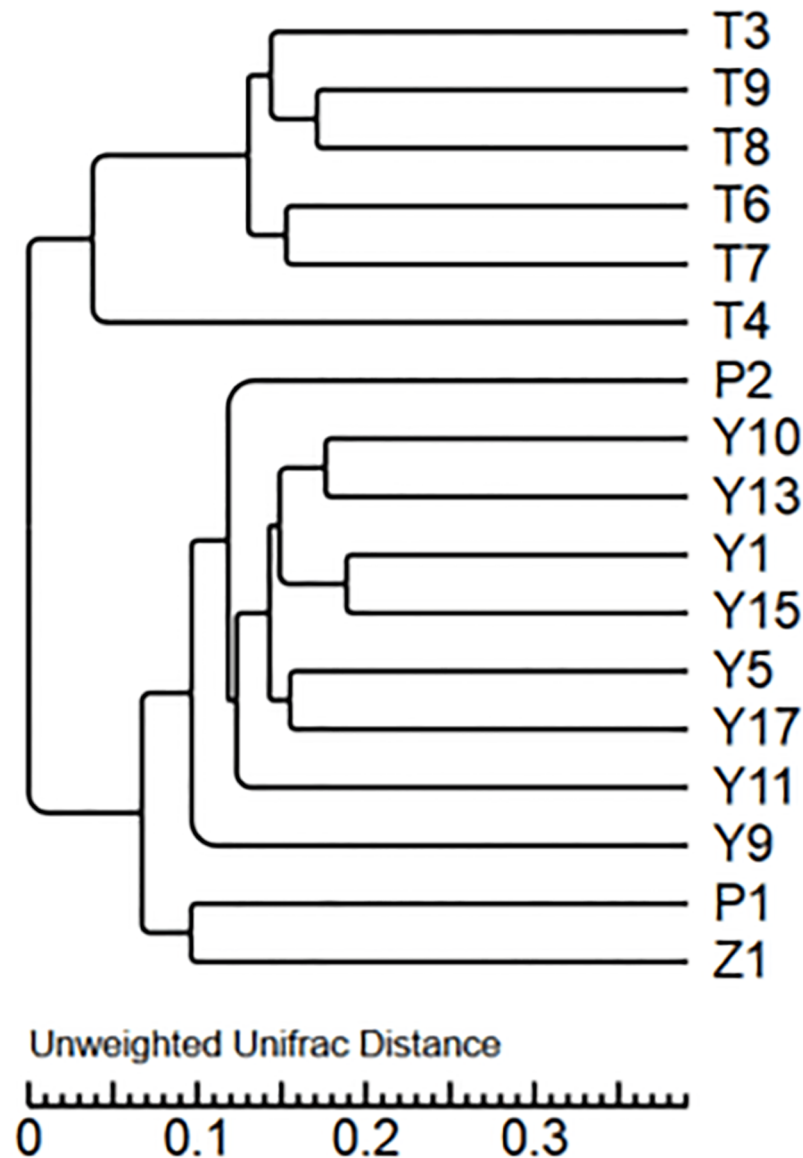 T3
T9
T8
T6
T7
T4
P2
Y10
Y13
Y1
Y15
Y5
Y17
Y11
Y9
P1
Z1
Unweighted Unifrac Distance
0 0.1 0.2 0.3